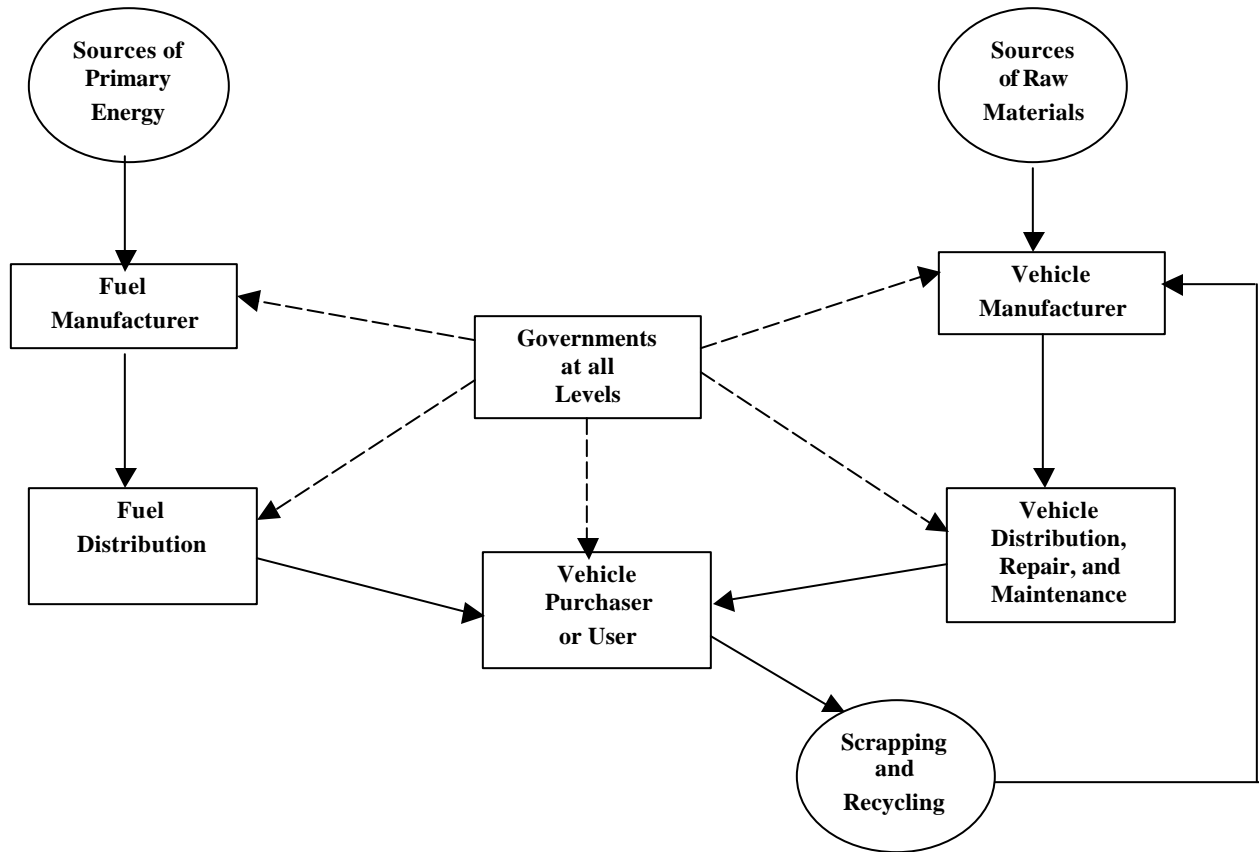 Sources of
Primary
Energy
Sources
of Raw
Materials
Fuel
Manufacturer
Governments
at all
Levels
Vehicle
Manufacturer
Fuel
Distribution
Vehicle
Purchaser
or User
Vehicle
Distribution,
Repair, and
Maintenance
Scrapping
and
Recycling